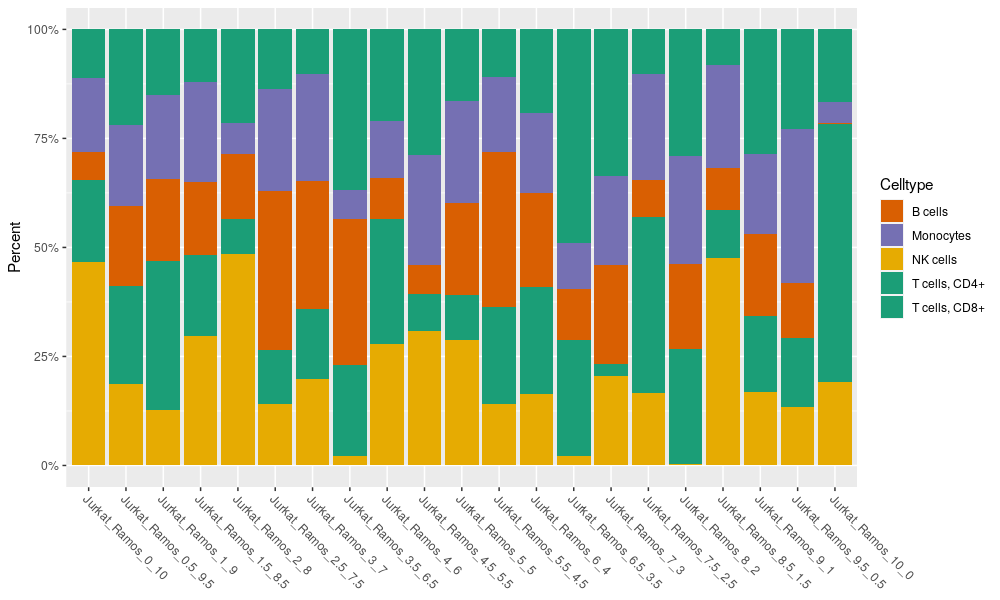 100%
75%
50%
25%
0%
Percent
Jurkat_Ramos_0_10
Jurkat_Ramos_0.5_9.5
Jurkat_Ramos_1_9
Jurkat_Ramos_1.5_8.5
Jurkat_Ramos_2_8
Jurkat_Ramos_2.5_7.5
Jurkat_Ramos_3_7
Jurkat_Ramos_3.5_6.5
Jurkat_Ramos_4_6
Jurkat_Ramos_4.5_5.5
Jurkat_Ramos_5_5
Jurkat_Ramos_5.5_4.5
Jurkat_Ramos_6_4
Jurkat_Ramos_6.5_3.5
Jurkat_Ramos_7_3
Jurkat_Ramos_7.5_2.5
Jurkat_Ramos_8_2
Jurkat_Ramos_8.5_1.5
Jurkat_Ramos_9_1
Jurkat_Ramos_9.5_0.5
Jurkat_Ramos_10_0
Celltype
B cells
Monocytes
NK cells
T cells, CD4+
T cells, CD8+